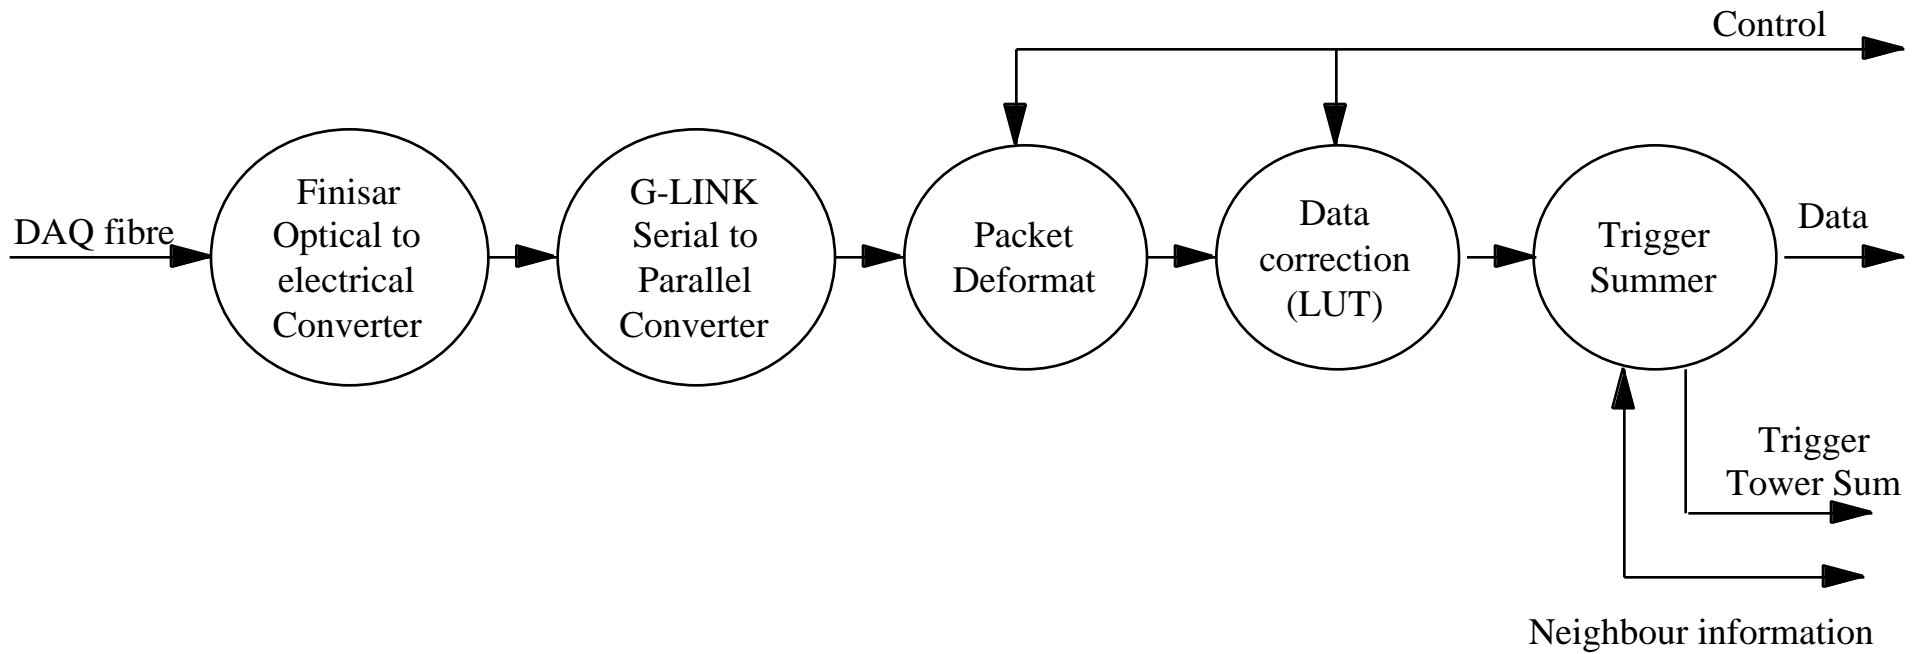 Control
DAQ fibre
Finisar
Optical to
electrical
Converter
G-LINK
Serial to
Parallel
Converter
Packet
Deformat
Data
correction
(LUT)
Trigger
Summer
Data
Trigger
Tower Sum
Neighbour information